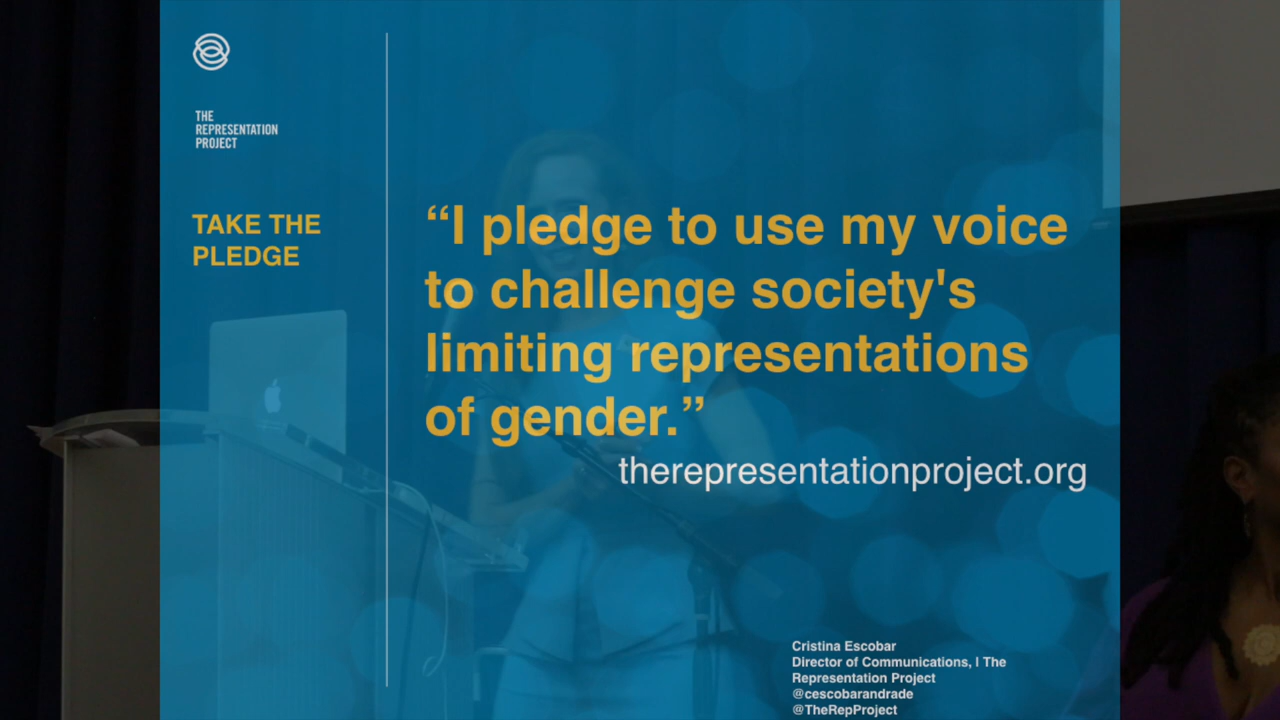 THE
REPRESENTATION
PROJECT
TAKE THE
PLEDGE
“I pledge to use my voice
to challenge society's
limiting representations
of gender.”
therepresentationproject.org
Cristina Escobar
Director of Communications, | The
Representation Project
@cescobarandrade
@TheRepProject